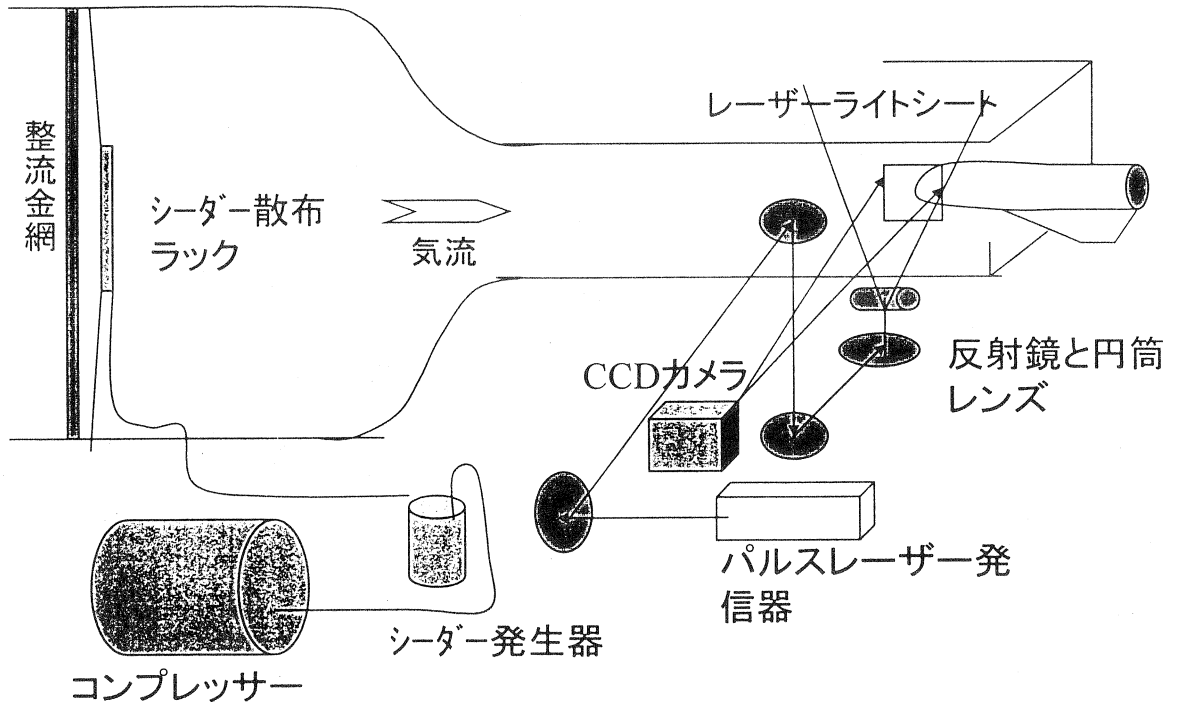 レーザーライトシート
整流金網
シーダー散布
ラック
気流
反射鏡と円筒
レンズ
CCDカメラ
パルスレーザー発
信器
シーダー発生器
コンプレッサー